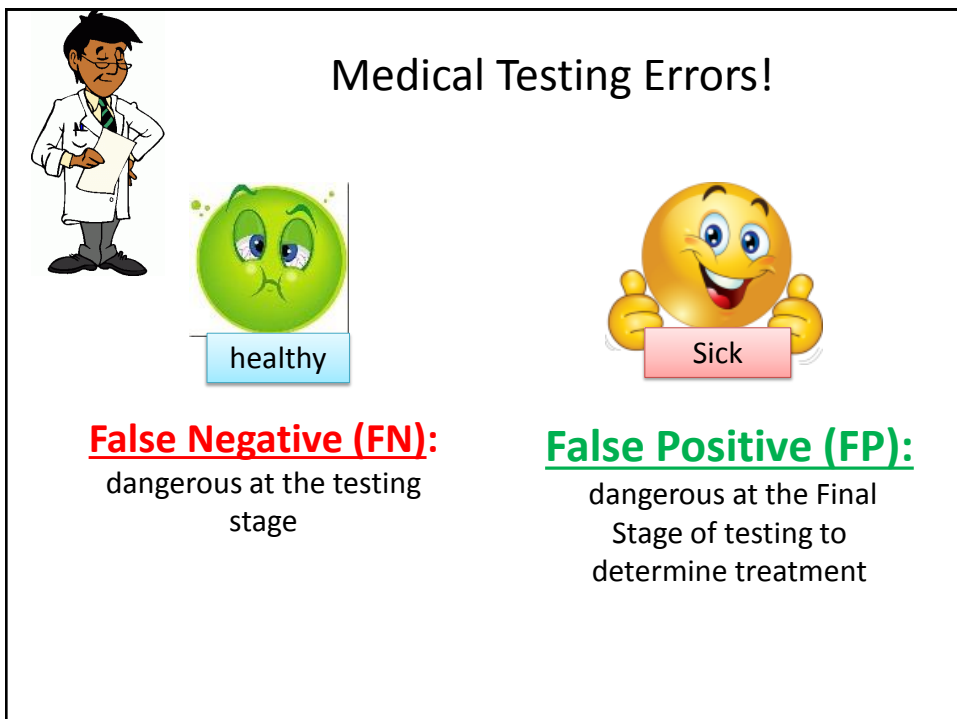 Medical Testing Errors!
healthy
Sick
False Negative (FN):
dangerous at the testing
stage
False Positive (FP):
dangerous at the Final
Stage of testing to
determine treatment